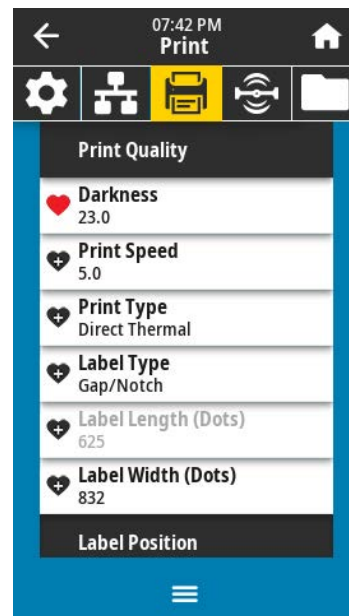 07:42 PM
Print
Print Quality
Darkness
23.0
Print Speed
5.0
Print Type
Direct Thermal
Label Type
Gap/Notch
Label Length (Dots)
625
Label Width (Dots)
832
Label Position